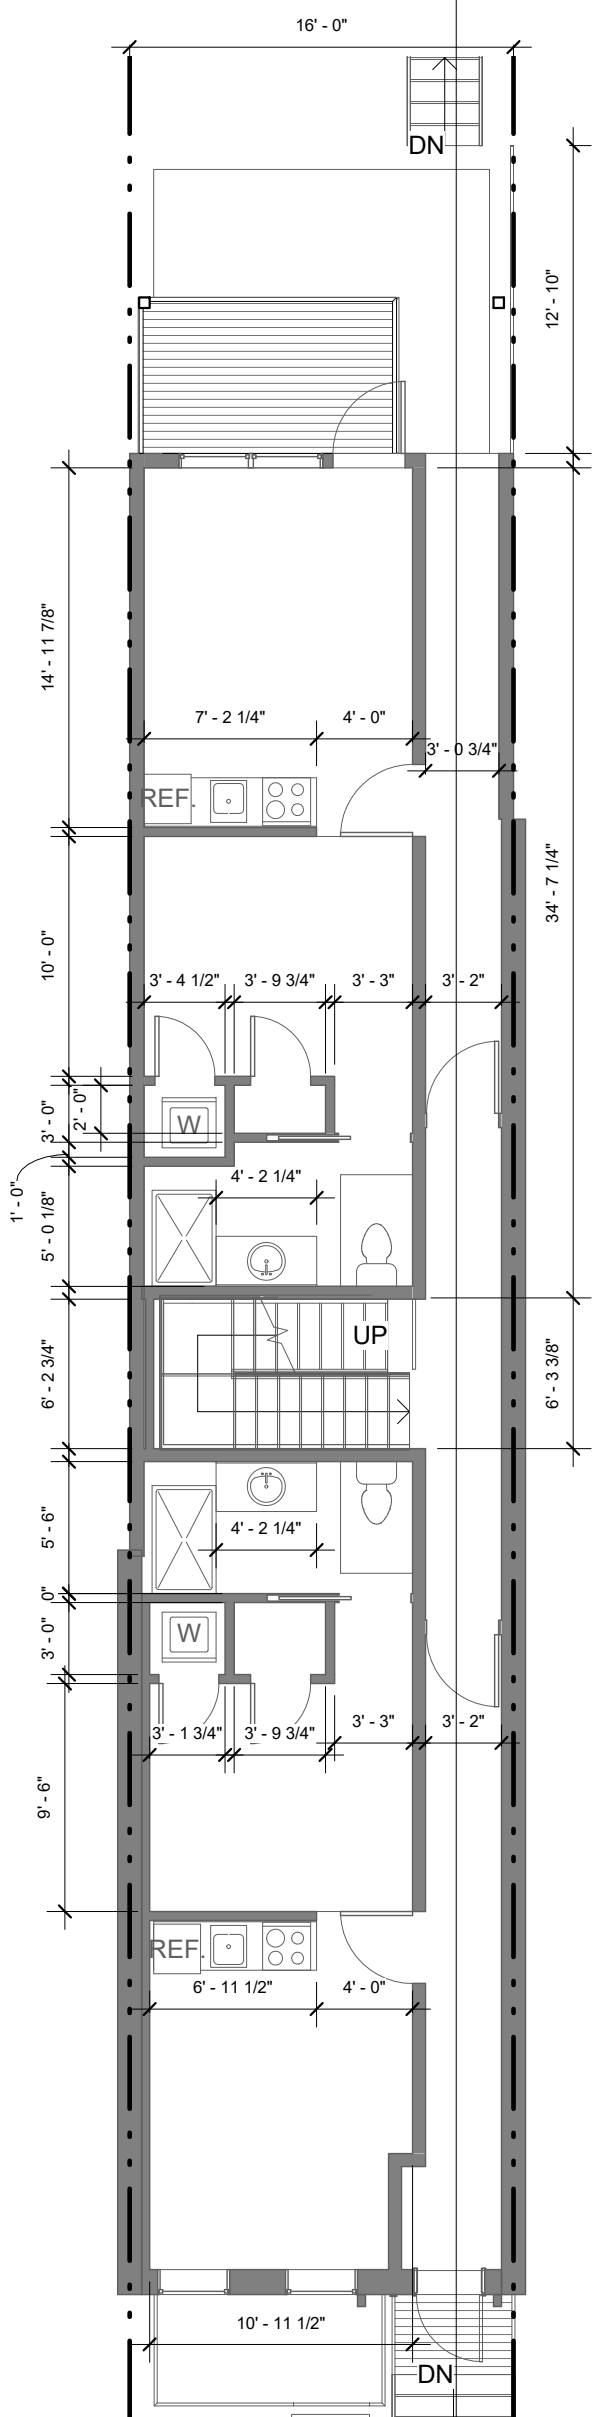 16' - 0"
DN
12' - 10"
14' - 11 7/8"
7' - 2 1/4"
4' - 0"
3' - 0 3/4"
REF.
34' - 7 1/4"
10' - 0"
3' - 4 1/2"
3' - 9 3/4"
3' - 3"
3' - 2"
3' - 0"
2' - 0"
W
1' - 0"
5' - 0 1/8"
4' - 2 1/4"
6' - 2 3/4"
UP
6' - 3 3/8"
5' - 6"
4' - 2 1/4"
0"
3' - 0"
W
3' - 1 3/4"
3' - 9 3/4"
3' - 3"
3' - 2"
9' - 6"
REF.
6' - 11 1/2"
4' - 0"
10' - 11 1/2"
DN